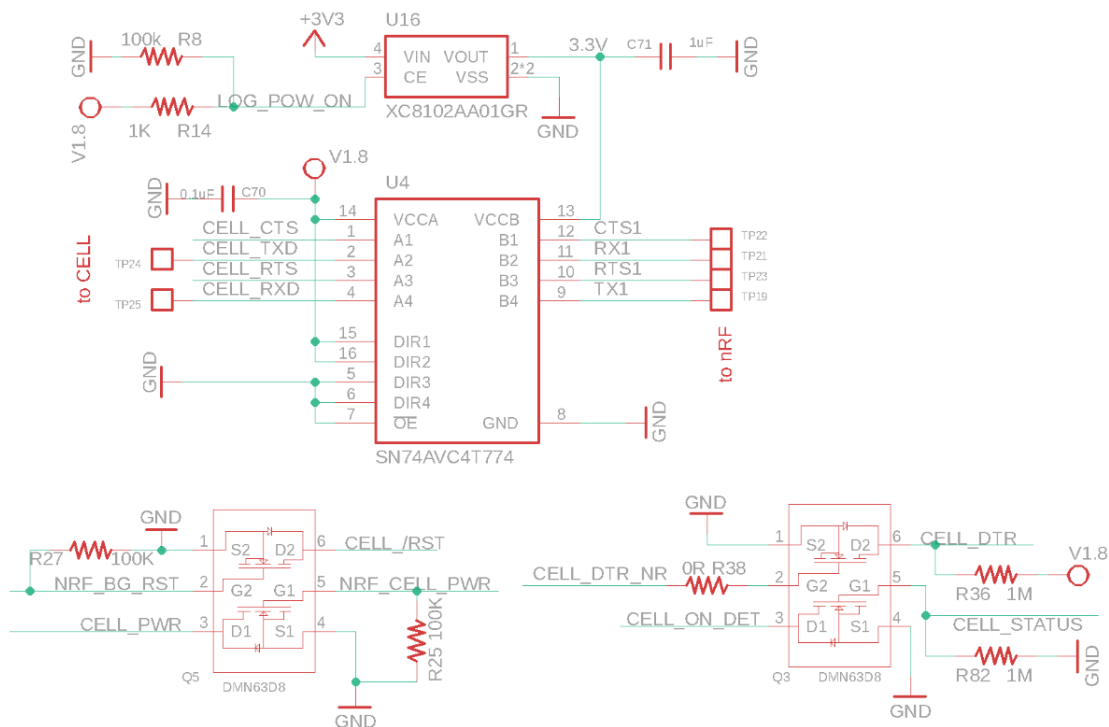 +3V3
U16
100k R8
GND
4 VIN VOUT 1
3 CE VSS 2*2
3.3V
C71 1uF
GND
LOG_POW_ON
XC8102AA01GR
GND
V1.8
1K R14
V1.8
U4
GND
0.1uF C70
14 VCCA VCCB 13
CELL_CTS 1 A1 B1 12 CTS1 TP22
CELL_TXD 2 A2 B2 11 RX1 TP21
TP24
CELL_RTS 3 A3 B3 10 RTS1 TP23
CELL_RXD 4 A4 B4 9 TX1 TP19
TP25
to CELL
to nRF
15 DIR1
16 DIR2
GND
5 DIR3
6 DIR4
7 OE GND 8
GND
SN74AVC4T774
GND
R27 100K
1 S2 D2 6 CELL_/RST
NRF_BG_RST 2 G2 G1 5 NRF_CELL_PWR
CELL_PWR 3 D1 S1 4
R25 100K
Q5 DMN63D8
GND
GND
1 S2 D2 6 CELL_DTR
V1.8
CELL_DTR_NR 0R R38 2 G2 G1 5
R36 1M
CELL_ON_DET 3 D1 S1 4
CELL_STATUS
R82 1M
GND
Q3 DMN63D8
GND